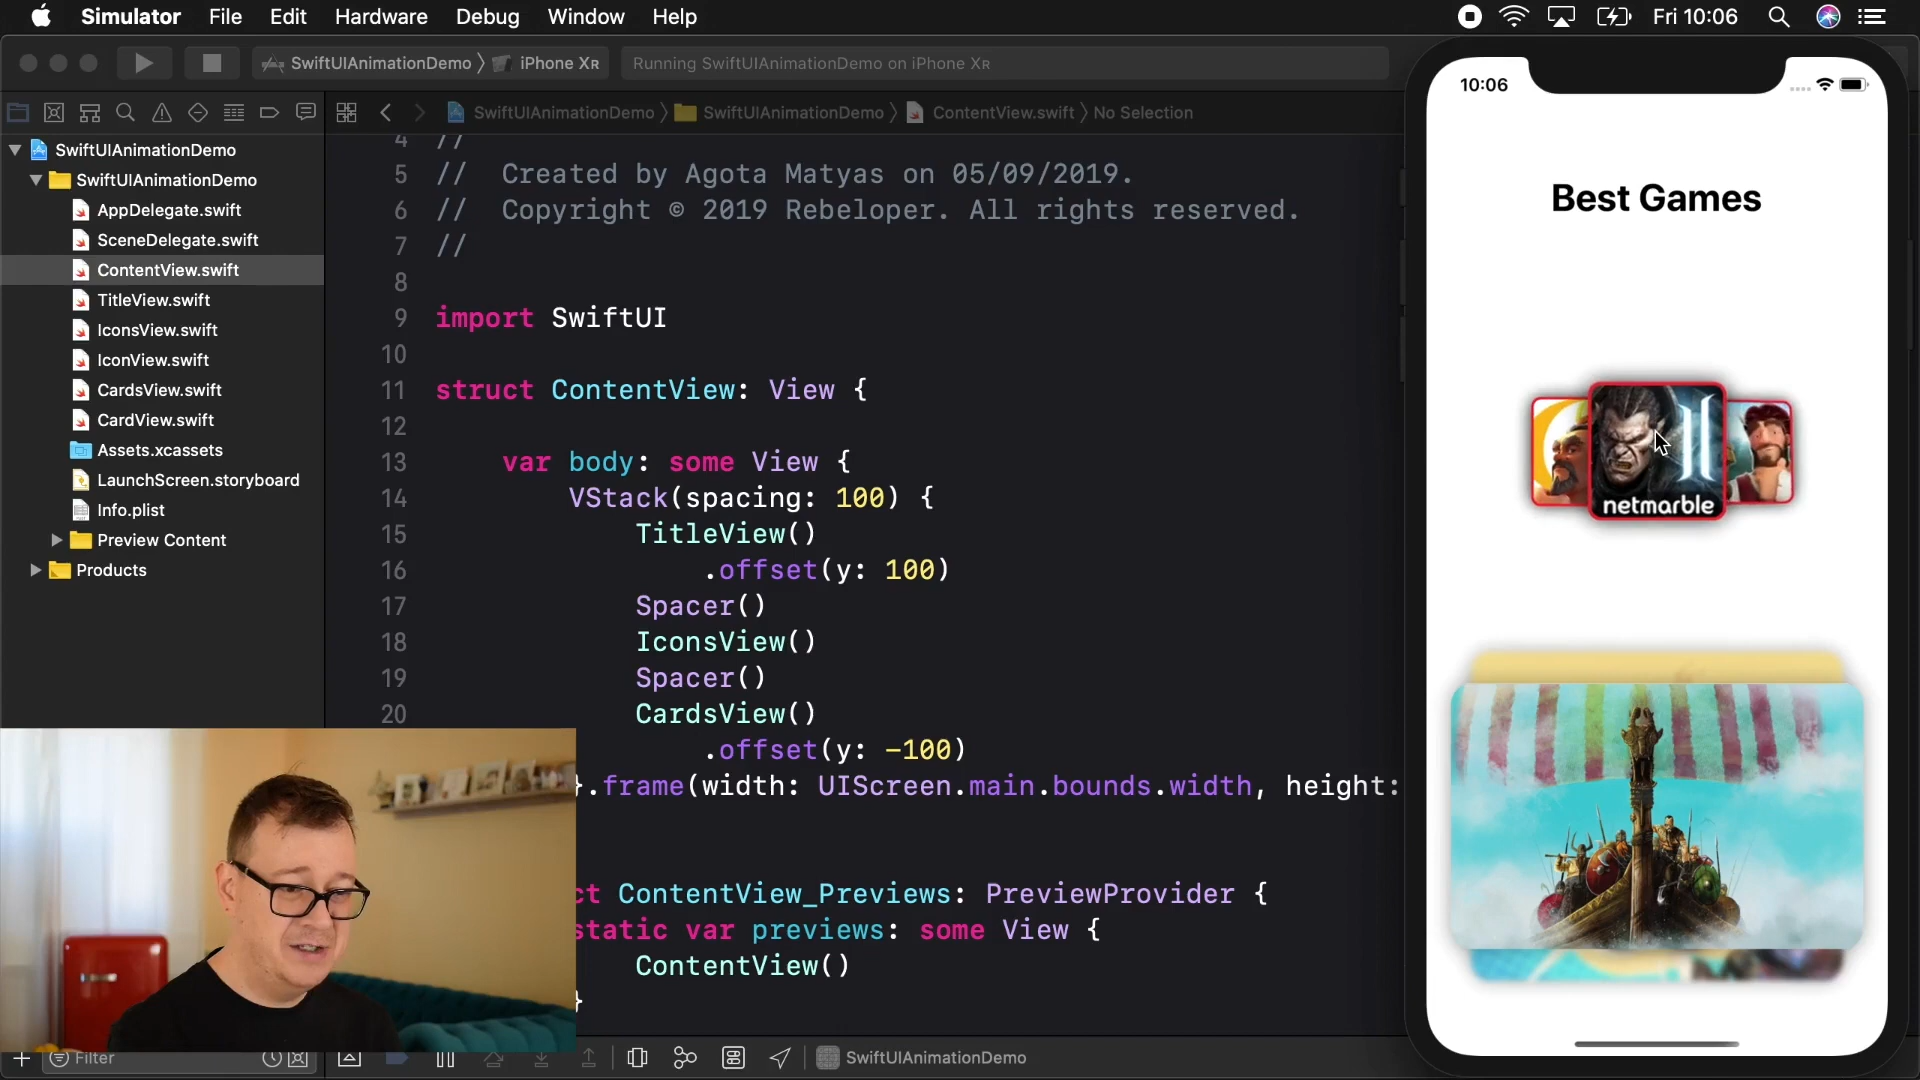 Simulator File Edit Hardware Debug Window Help Fri 10:06
SwiftUIAnimationDemo iPhone XR Running SwiftUIAnimationDemo on iPhone XR
SwiftUIAnimationDemo SwiftUIAnimationDemo ContentView.swift No Selection
SwiftUIAnimationDemo
SwiftUIAnimationDemo
AppDelegate.swift
SceneDelegate.swift
ContentView.swift
TitleView.swift
IconsView.swift
IconView.swift
CardsView.swift
CardView.swift
Assets.xcassets
LaunchScreen.storyboard
Info.plist
Preview Content
Products
Filter
4 //
5 // Created by Agota Matyas on 05/09/2019.
6 // Copyright © 2019 Rebeloper. All rights reserved.
7 //
8
9 import SwiftUI
10
11 struct ContentView: View {
12
13 var body: some View {
14 VStack(spacing: 100) {
15 TitleView()
16 .offset(y: 100)
17 Spacer()
18 IconsView()
19 Spacer()
20 CardsView()
.offset(y: -100)
}.frame(width: UIScreen.main.bounds.width, height:
ct ContentView_Previews: PreviewProvider {
static var previews: some View {
ContentView()
}
SwiftUIAnimationDemo
10:06
Best Games
netmarble